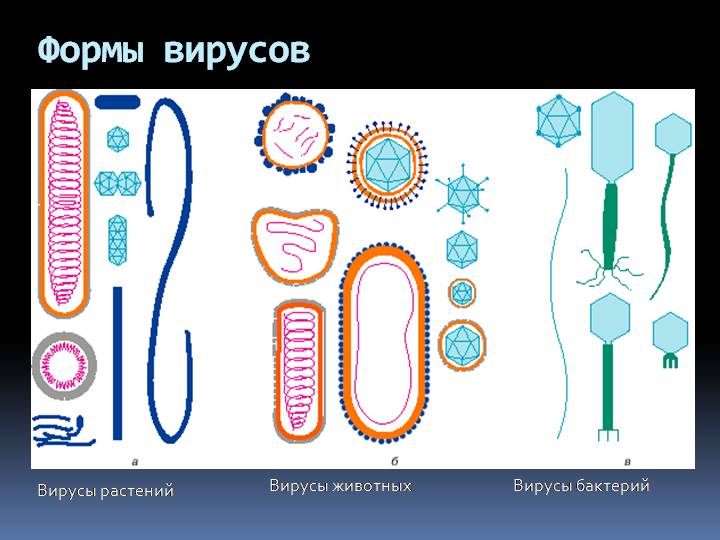 Формы вирусов
а
б
в
Вирусы растений
Вирусы животных
Вирусы бактерий